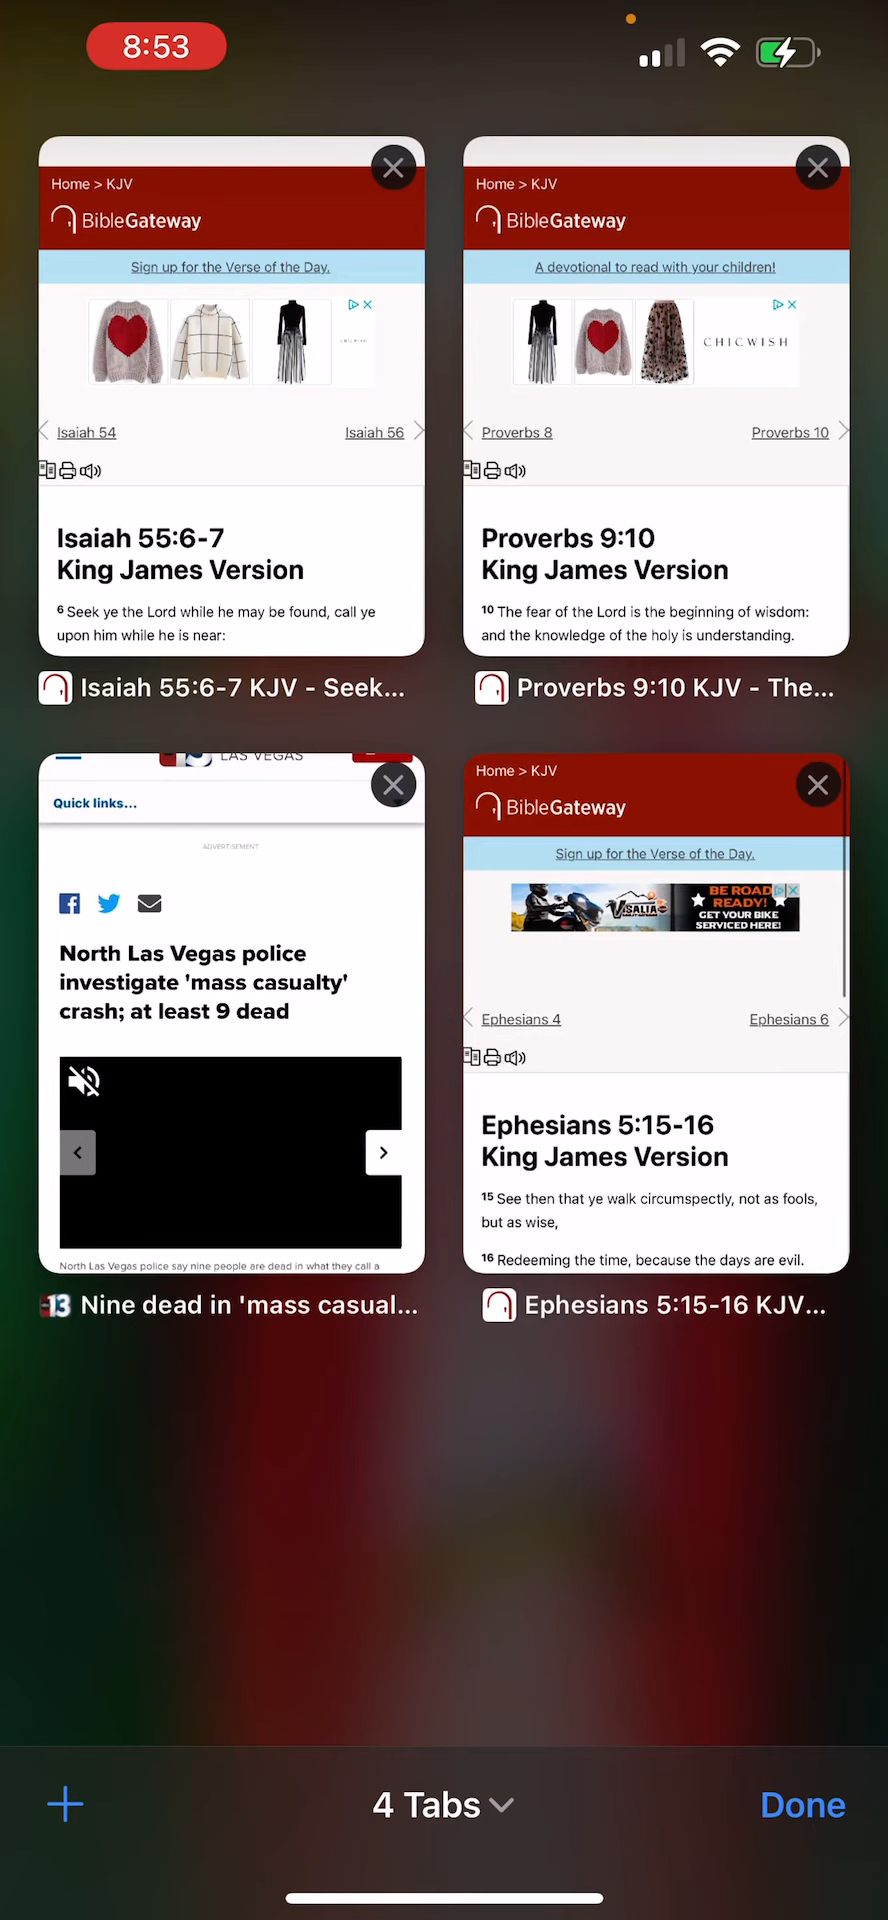 8:53
Home > KJV
BibleGateway
Sign up for the Verse of the Day.
Isaiah 54
Isaiah 56
Isaiah 55:6-7
King James Version
6 Seek ye the Lord while he may be found, call ye
upon him while he is near:
Isaiah 55:6-7 KJV - Seek...
Home > KJV
BibleGateway
A devotional to read with your children!
CHICWISH
Proverbs 8
Proverbs 10
Proverbs 9:10
King James Version
10 The fear of the Lord is the beginning of wisdom:
and the knowledge of the holy is understanding.
Proverbs 9:10 KJV - The...
LAS VEGAS
Quick links...
ADVERTISEMENT
North Las Vegas police
investigate 'mass casualty'
crash; at least 9 dead
North Las Vegas police say nine people are dead in what they call a
13 Nine dead in 'mass casual...
Home > KJV
BibleGateway
Sign up for the Verse of the Day.
VISALIA
BE ROAD
READY!
GET YOUR BIKE
SERVICED HERE!
Ephesians 4
Ephesians 6
Ephesians 5:15-16
King James Version
15 See then that ye walk circumspectly, not as fools,
but as wise,
16 Redeeming the time, because the days are evil.
Ephesians 5:15-16 KJV...
4 Tabs
Done